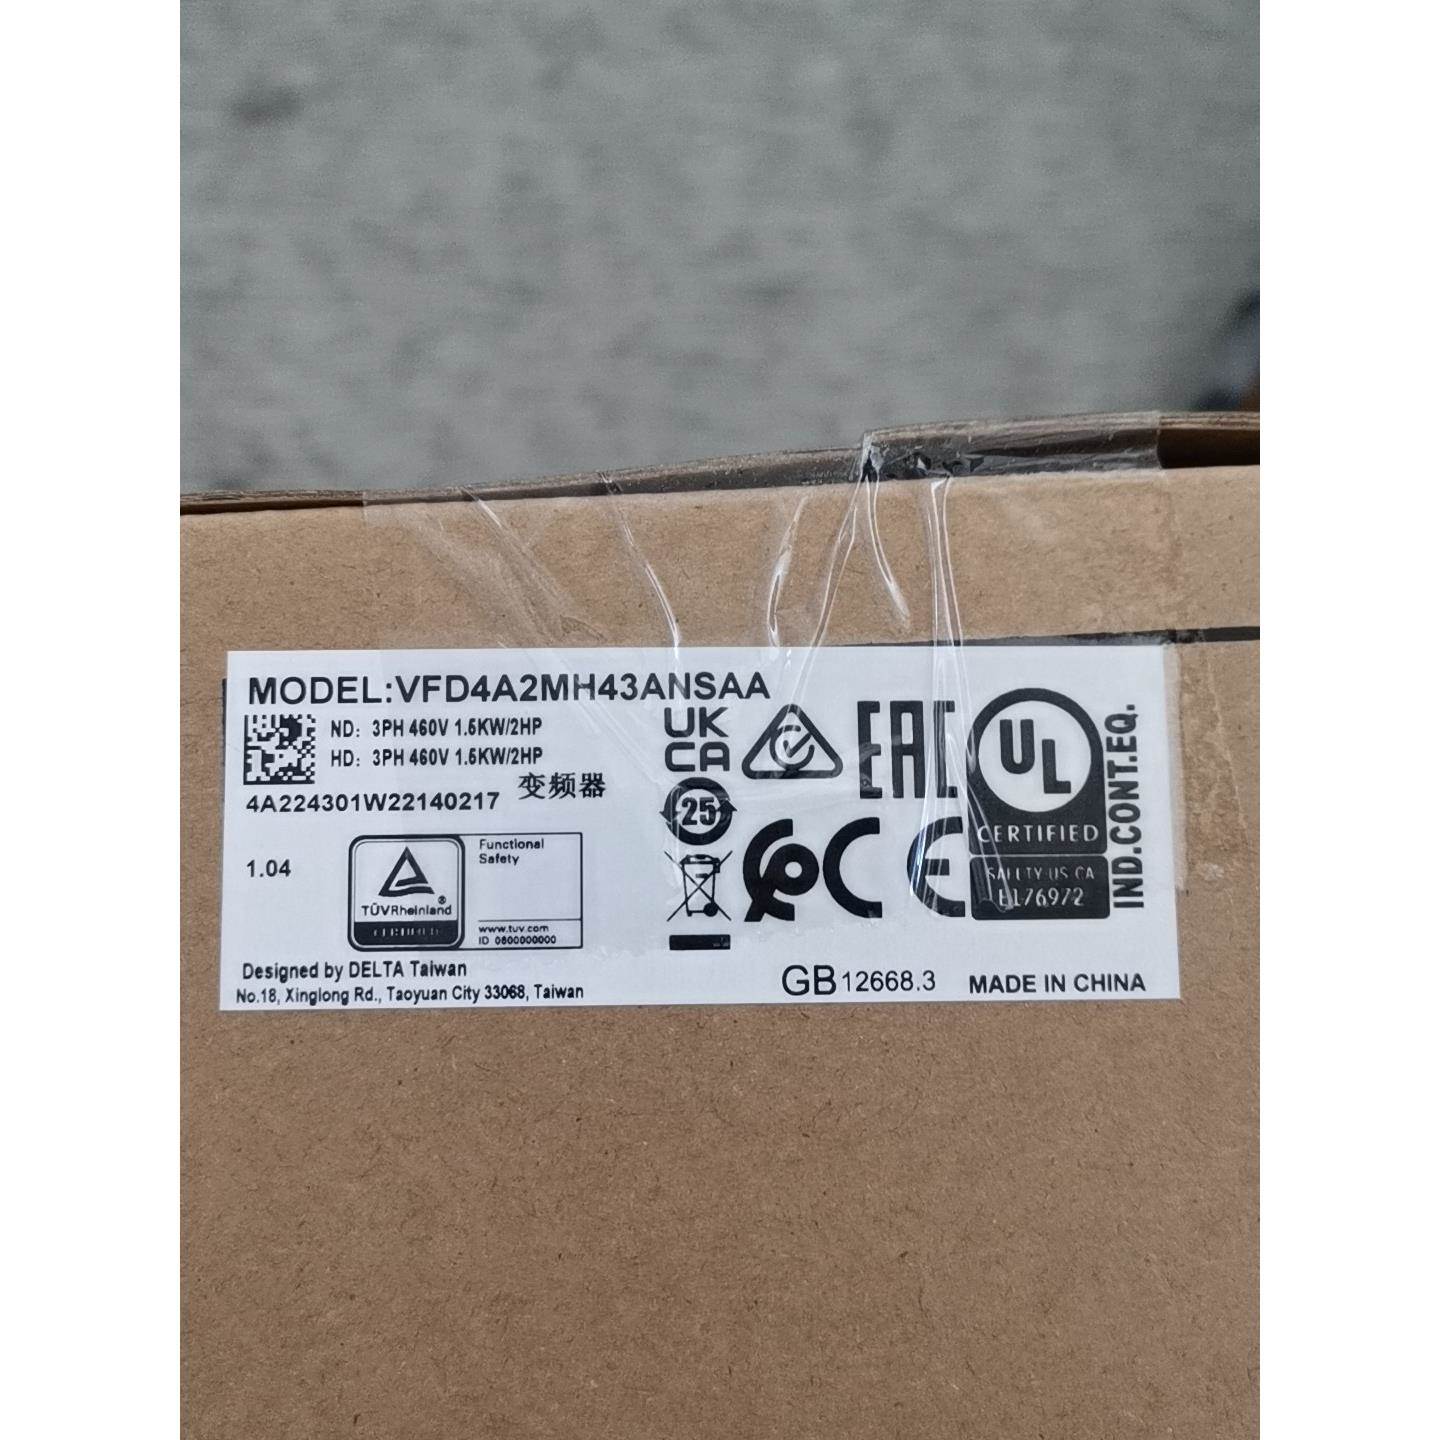 MODEL:VFD4A2MH43ANSAA
ND: 3PH 460V 1.5KW/2HP
HD: 3PH 460V 1.5KW/2HP
4A224301W22140217 变频器
1.04
TÜVRheinland®
CERTIFIED
Functional
Safety
www.tuv.com
ID 0600000000
UK
CA
25
EAC
CE
UL
CERTIFIED
SAFETY US CA
E176972
IND.CONT.EQ.
Designed by DELTA Taiwan
No.18, Xinglong Rd., Taoyuan City 33068, Taiwan
GB12668.3
MADE IN CHINA